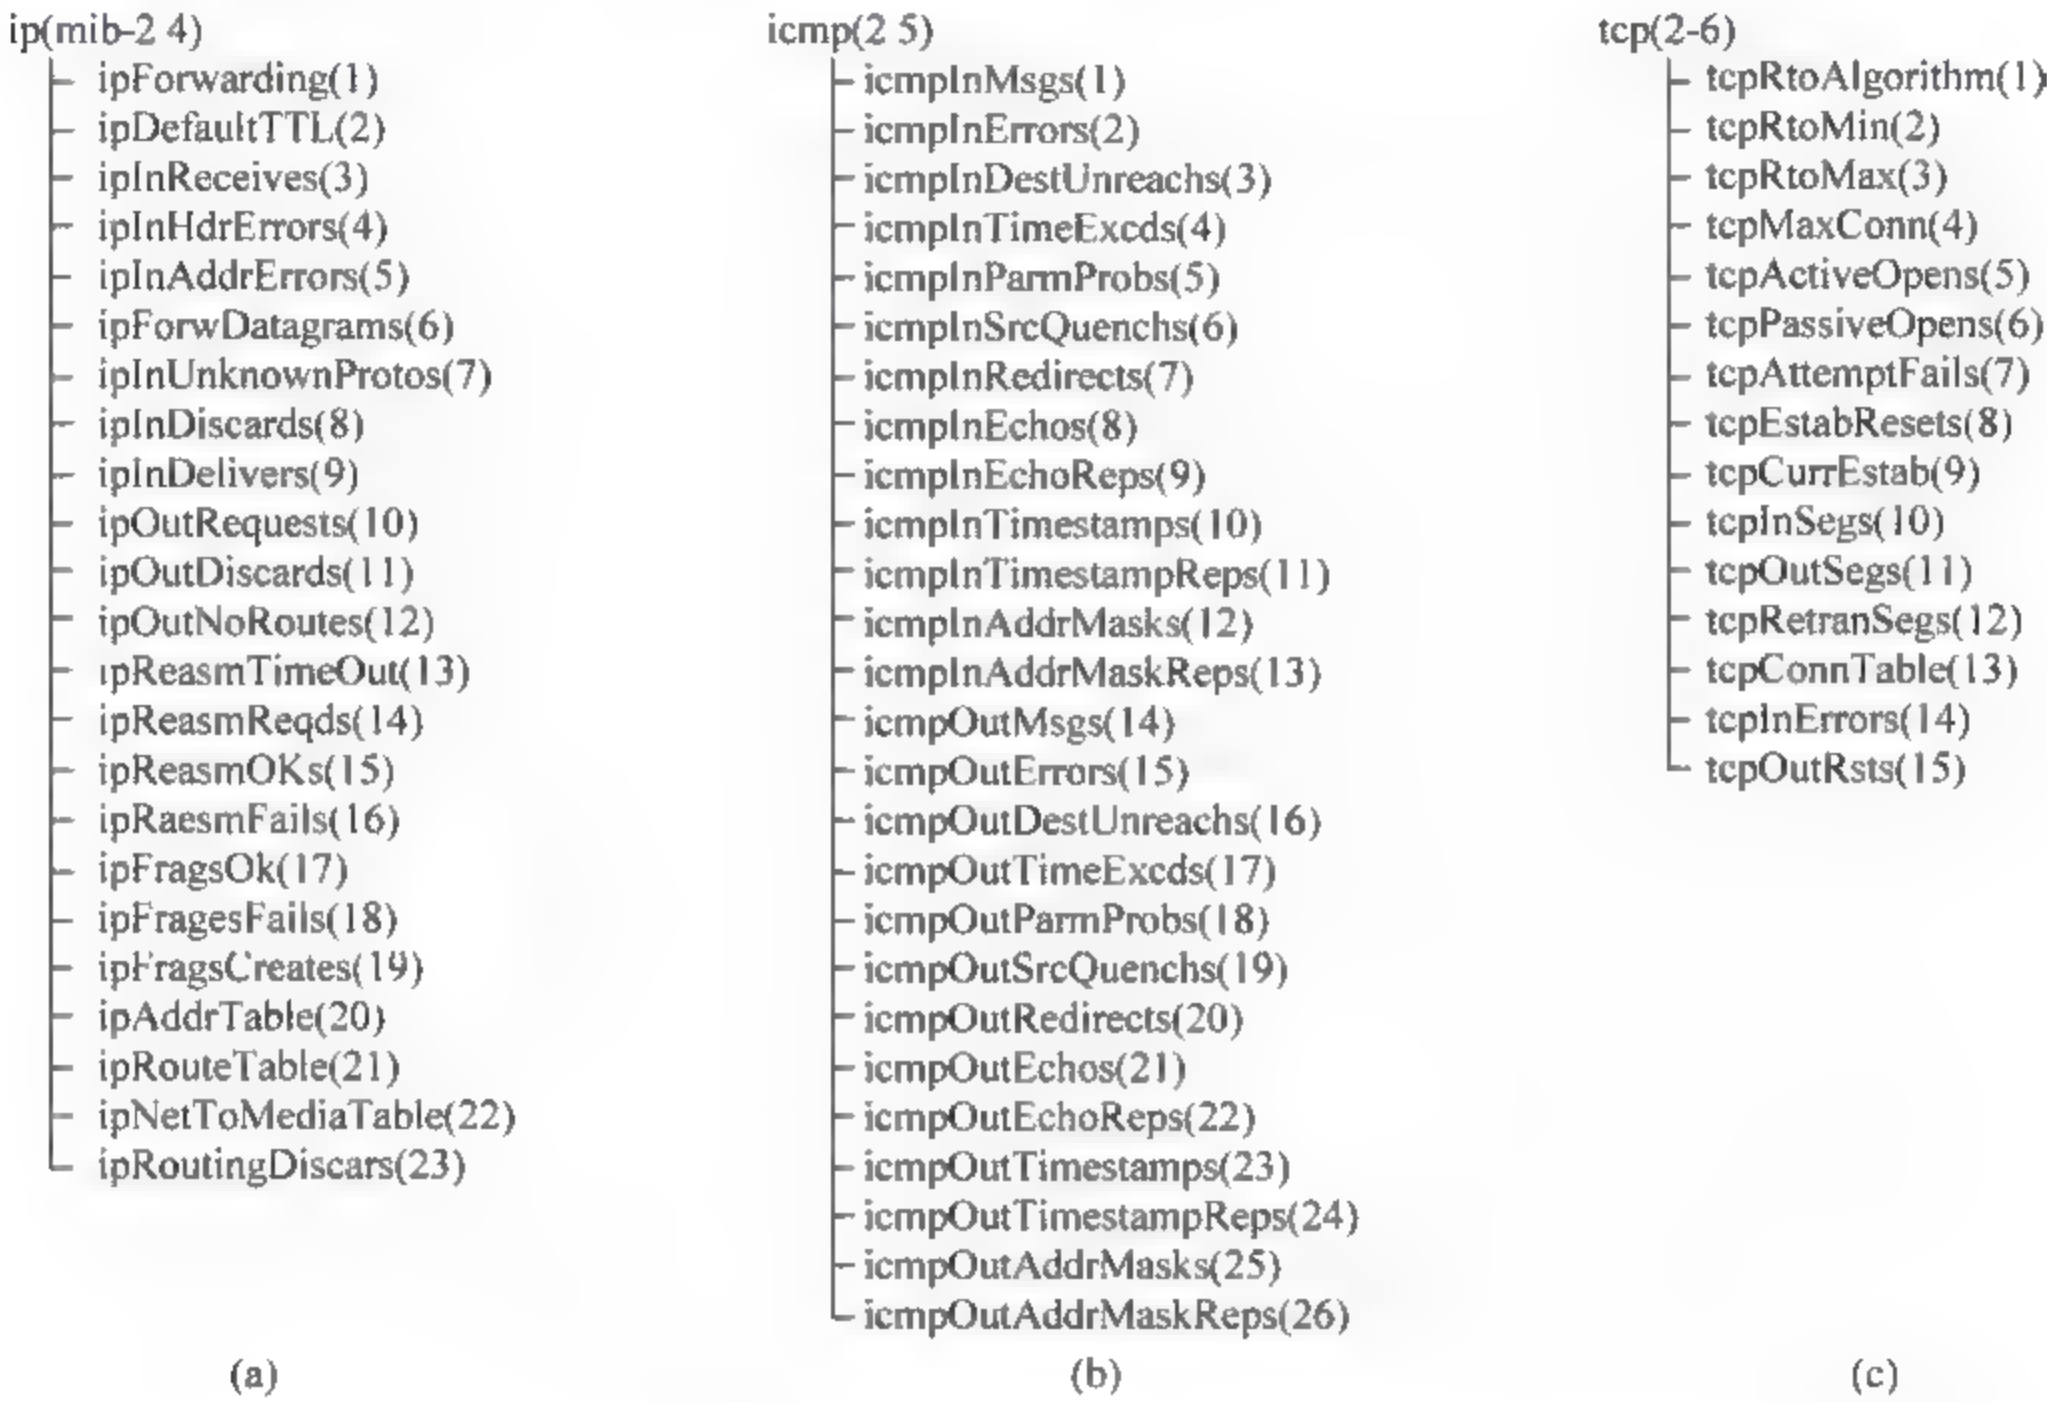 ip(mib-2 4)
ipForwarding(1)
ipDefaultTTL(2)
ipInReceives(3)
ipInHdrErrors(4)
ipInAddrErrors(5)
ipForwDatagrams(6)
ipInUnknownProtos(7)
ipInDiscards(8)
ipInDelivers(9)
ipOutRequests(10)
ipOutDiscards(11)
ipOutNoRoutes(12)
ipReasmTimeOut(13)
ipReasmReqds(14)
ipReasmOKs(15)
ipRaesmFails(16)
ipFragsOk(17)
ipFragesFails(18)
ipFragsCreates(19)
ipAddrTable(20)
ipRouteTable(21)
ipNetToMediaTable(22)
ipRoutingDiscars(23)
(a)
icmp(2 5)
icmpInMsgs(1)
icmpInErrors(2)
icmpInDestUnreachs(3)
icmpInTimeExcds(4)
icmpInParmProbs(5)
icmpInSrcQuenchs(6)
icmpInRedirects(7)
icmpInEchos(8)
icmpInEchoReps(9)
icmpInTimestamps(10)
icmpInTimestampReps(11)
icmpInAddrMasks(12)
icmpInAddrMaskReps(13)
icmpOutMsgs(14)
icmpOutErrors(15)
icmpOutDestUnreachs(16)
icmpOutTimeExcds(17)
icmpOutParmProbs(18)
icmpOutSrcQuenchs(19)
icmpOutRedirects(20)
icmpOutEchos(21)
icmpOutEchoReps(22)
icmpOutTimestamps(23)
icmpOutTimestampReps(24)
icmpOutAddrMasks(25)
icmpOutAddrMaskReps(26)
(b)
tcp(2-6)
tcpRtoAlgorithm(1)
tcpRtoMin(2)
tcpRtoMax(3)
tcpMaxConn(4)
tcpActiveOpens(5)
tcpPassiveOpens(6)
tcpAttemptFails(7)
tcpEstabResets(8)
tcpCurrEstab(9)
tcpInSegs(10)
tcpOutSegs(11)
tcpRetranSegs(12)
tcpConnTable(13)
tcpInErrors(14)
tcpOutRsts(15)
(c)